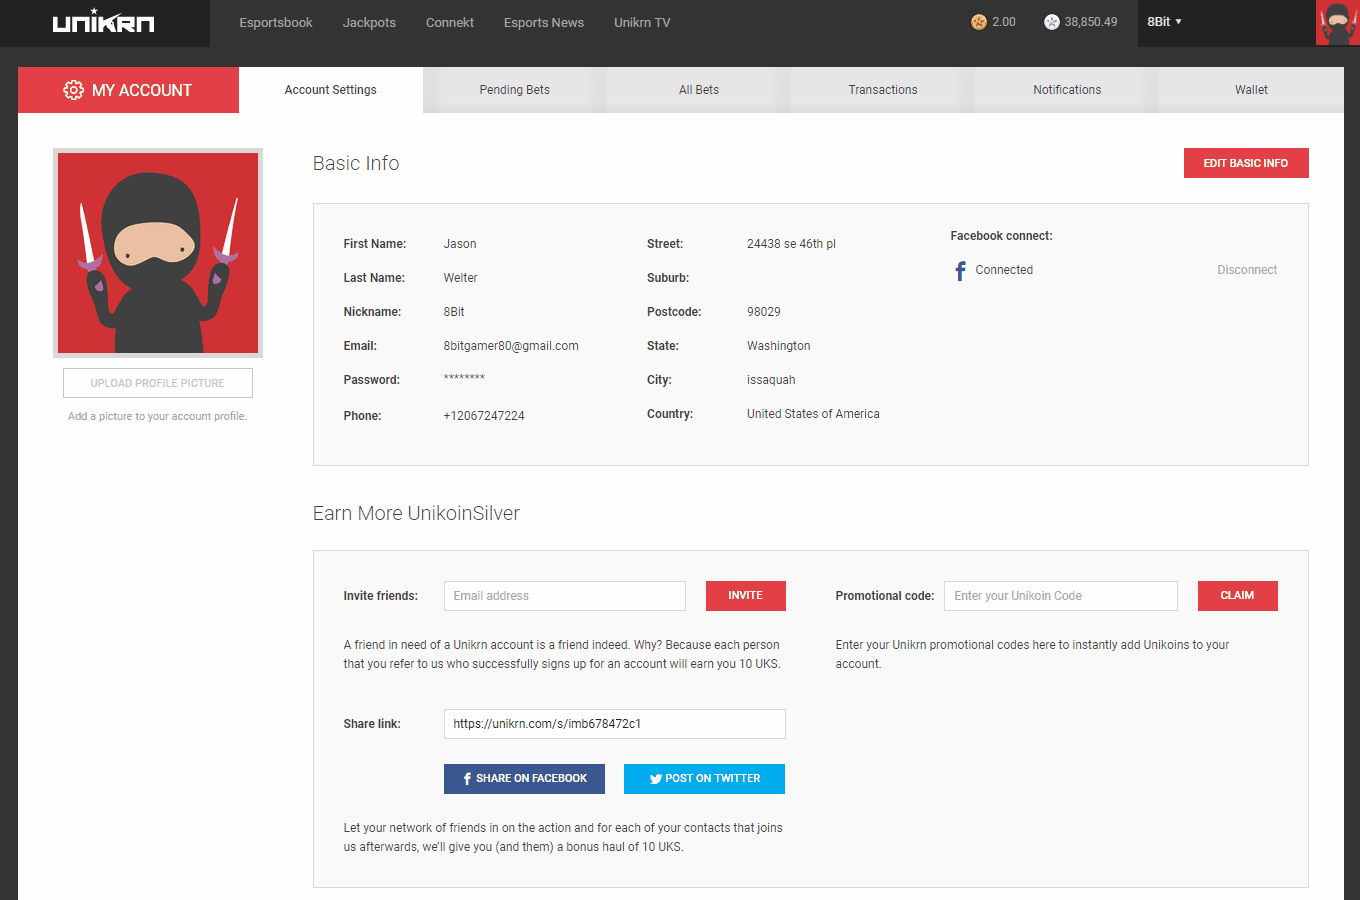 UNIKRN Esportsbook Jackpots Connekt Esports News Unikrn TV 2.00 38,850.49 8Bit
MY ACCOUNT Account Settings Pending Bets All Bets Transactions Notifications Wallet
Basic Info EDIT BASIC INFO
First Name: Jason
Last Name: Welter
Nickname: 8Bit
Email: 8bitgamer80@gmail.com
Password: ********
Phone: +12067247224
Street: 24438 se 46th pl
Suburb:
Postcode: 98029
State: Washington
City: issaquah
Country: United States of America
Facebook connect:
f Connected Disconnect
UPLOAD PROFILE PICTURE
Add a picture to your account profile.
Earn More UnikoinSilver
Invite friends: Email address INVITE
A friend in need of a Unikrn account is a friend indeed. Why? Because each person
that you refer to us who successfully signs up for an account will earn you 10 UKS.
Promotional code: Enter your Unikoin Code CLAIM
Enter your Unikrn promotional codes here to instantly add Unikoins to your
account.
Share link: https://unikrn.com/s/imb678472c1
f SHARE ON FACEBOOK POST ON TWITTER
Let your network of friends in on the action and for each of your contacts that joins
us afterwards, we'll give you (and them) a bonus haul of 10 UKS.